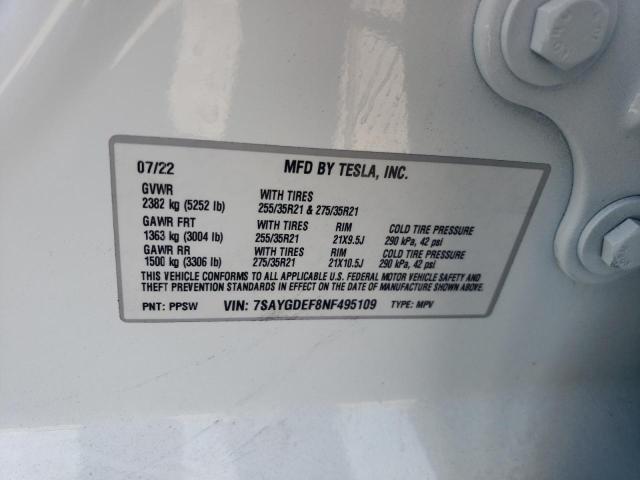 07/22 MFD BY TESLA, INC.
GVWR WITH TIRES
2382 kg (5252 lb) 255/35R21 & 275/35R21
GAWR FRT WITH TIRES RIM COLD TIRE PRESSURE
1363 kg (3004 lb) 255/35R21 21X9.5J 290 kPa, 42 psi
GAWR RR WITH TIRES RIM COLD TIRE PRESSURE
1500 kg (3306 lb) 275/35R21 21X10.5J 290 kPa, 42 psi
THIS VEHICLE CONFORMS TO ALL APPLICABLE U.S. FEDERAL MOTOR VEHICLE SAFETY AND
THEFT PREVENTION STANDARDS IN EFFECT ON THE DATE OF MANUFACTURE SHOWN ABOVE.
PNT: PPSW VIN: 7SAYGDEF8NF495109 TYPE: MPV